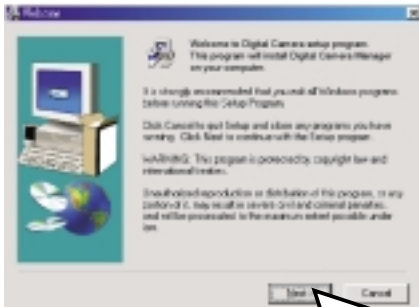 Welcome
Welcome to Digital Camera setup program.
This program will install Digital Camera Manager
on your computer.
It is strongly recommended that you exit all Windows programs
before running this Setup Program.
Click Cancel to quit Setup and close any programs you have
running. Click Next to continue with the Setup program.
WARNING: This program is protected by copyright law and
international treaties.
Unauthorized reproduction or distribution of this program, or any
portion of it, may result in severe civil and criminal penalties,
and will be prosecuted to the maximum extent possible under
law.
Next >
Cancel